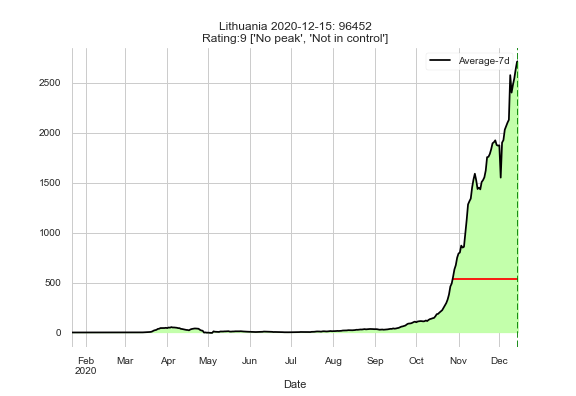 Lithuania 2020-12-15: 96452
Rating:9 ['No peak', 'Not in control']
Average-7d
2500
2000
1500
1000
500
0
Feb Mar Apr May Jun Jul Aug Sep Oct Nov Dec
2020
Date